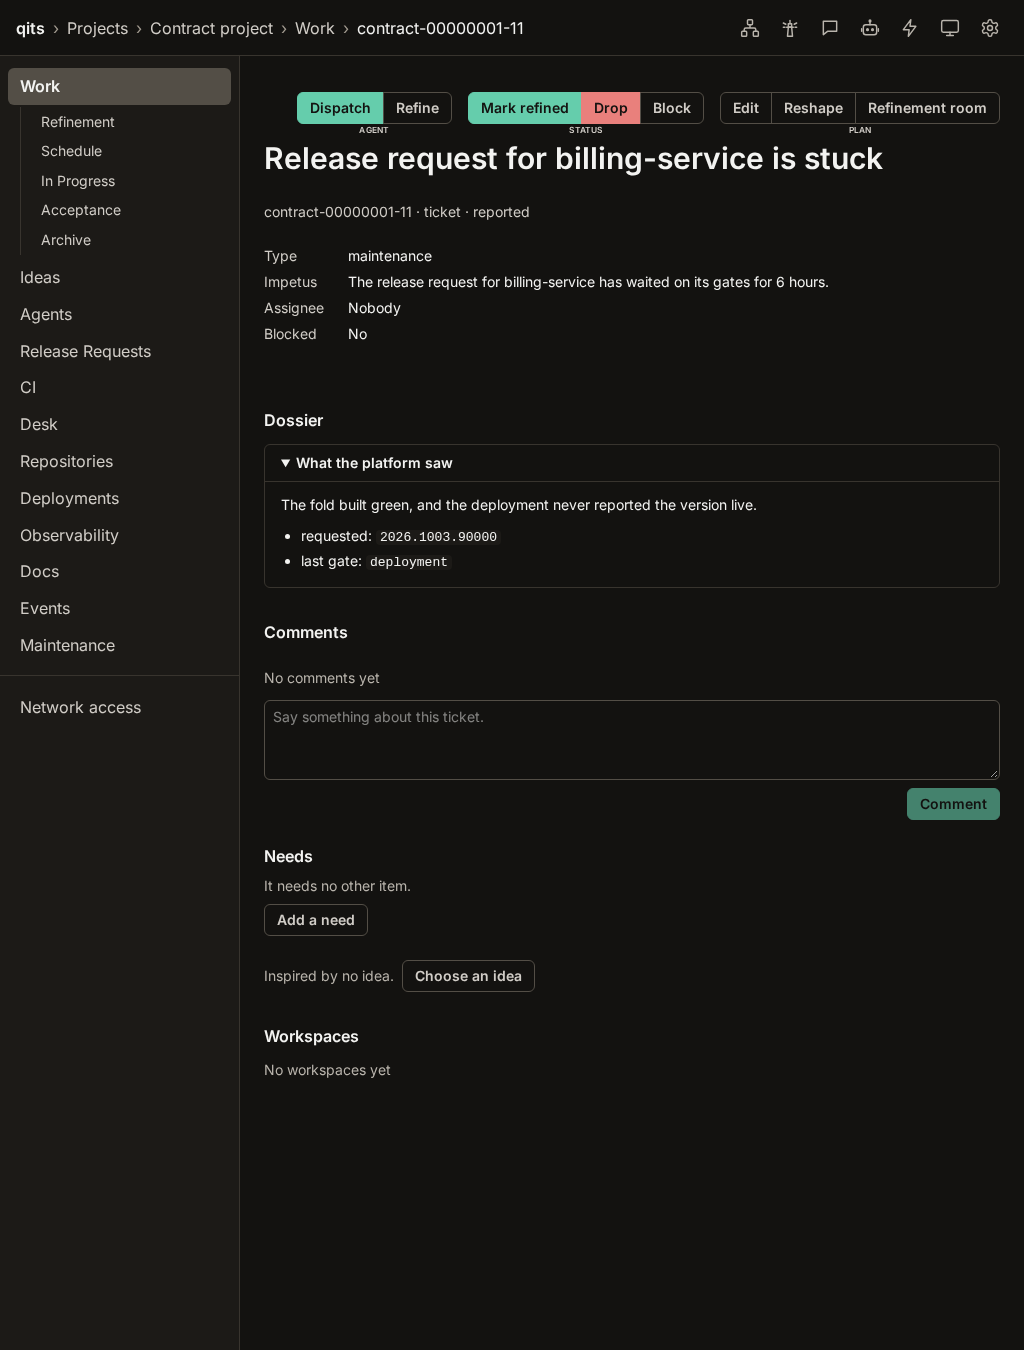 qits › Projects › Contract project › Work › contract-00000001-11
Work
Refinement
Schedule
In Progress
Acceptance
Archive
Ideas
Agents
Release Requests
CI
Desk
Repositories
Deployments
Observability
Docs
Events
Maintenance
Network access
Dispatch Refine Mark refined Drop Block Edit Reshape Refinement room
AGENT STATUS PLAN
Release request for billing-service is stuck
contract-00000001-11 · ticket · reported
Type maintenance
Impetus The release request for billing-service has waited on its gates for 6 hours.
Assignee Nobody
Blocked No
Dossier
▼ What the platform saw
The fold built green, and the deployment never reported the version live.
• requested: 2026.1003.90000
• last gate: deployment
Comments
No comments yet
Say something about this ticket.
Comment
Needs
It needs no other item.
Add a need
Inspired by no idea. Choose an idea
Workspaces
No workspaces yet